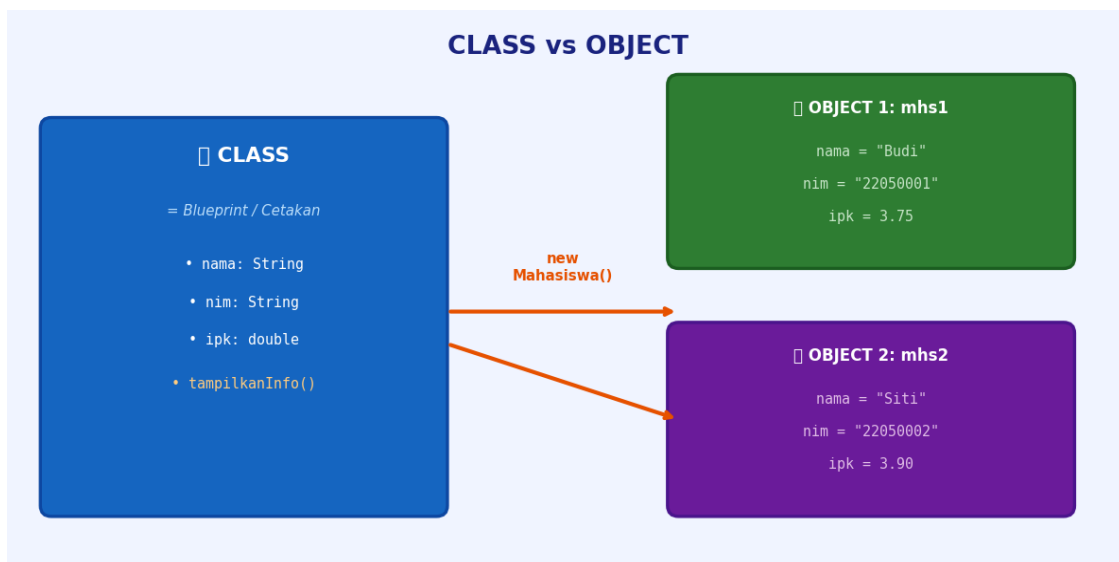 CLASS vs OBJECT
CLASS
= Blueprint / Cetakan
• nama: String
• nim: String
• ipk: double
• tampilkanInfo()
new
Mahasiswa()
OBJECT 1: mhs1
nama = "Budi"
nim = "22050001"
ipk = 3.75
OBJECT 2: mhs2
nama = "Siti"
nim = "22050002"
ipk = 3.90